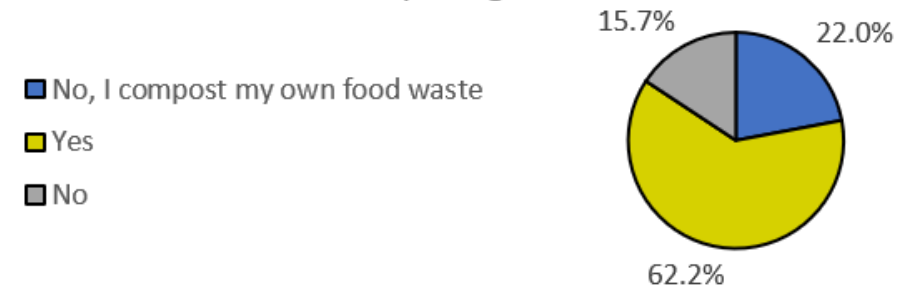 15.7%
22.0%
No, I compost my own food waste
Yes
No
62.2%